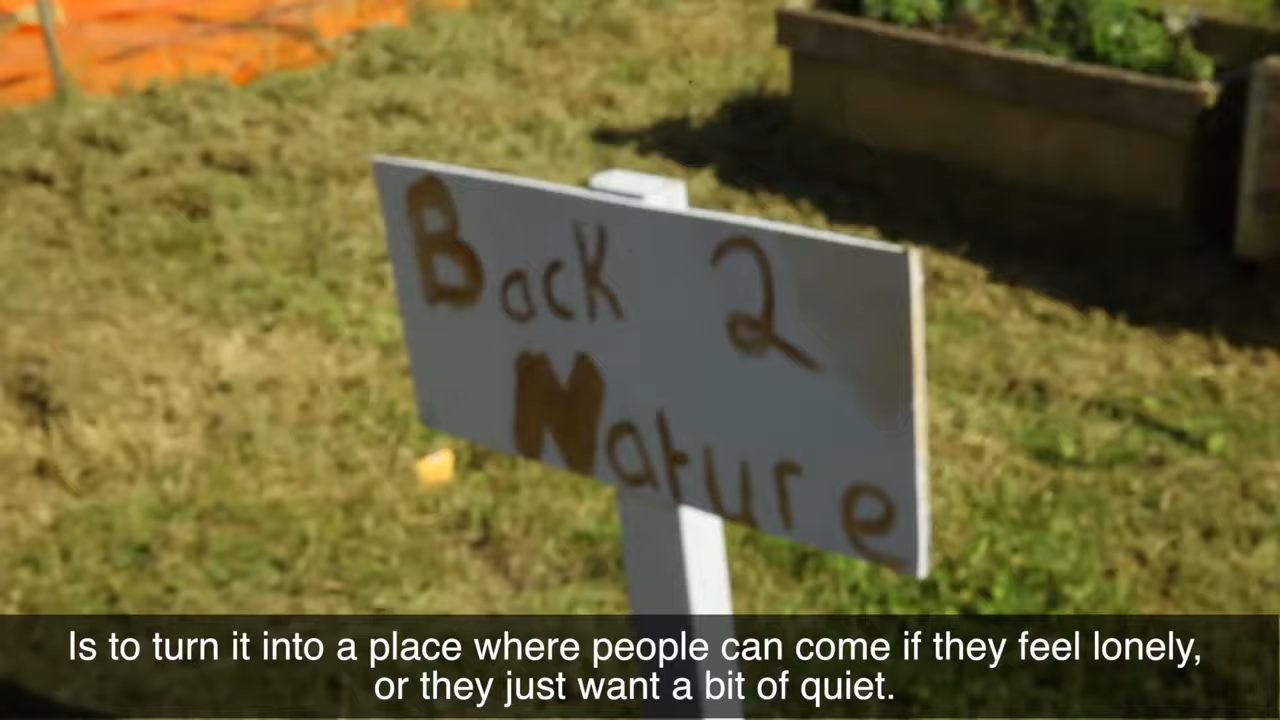 Back 2
Nature
Is to turn it into a place where people can come if they feel lonely,
or they just want a bit of quiet.